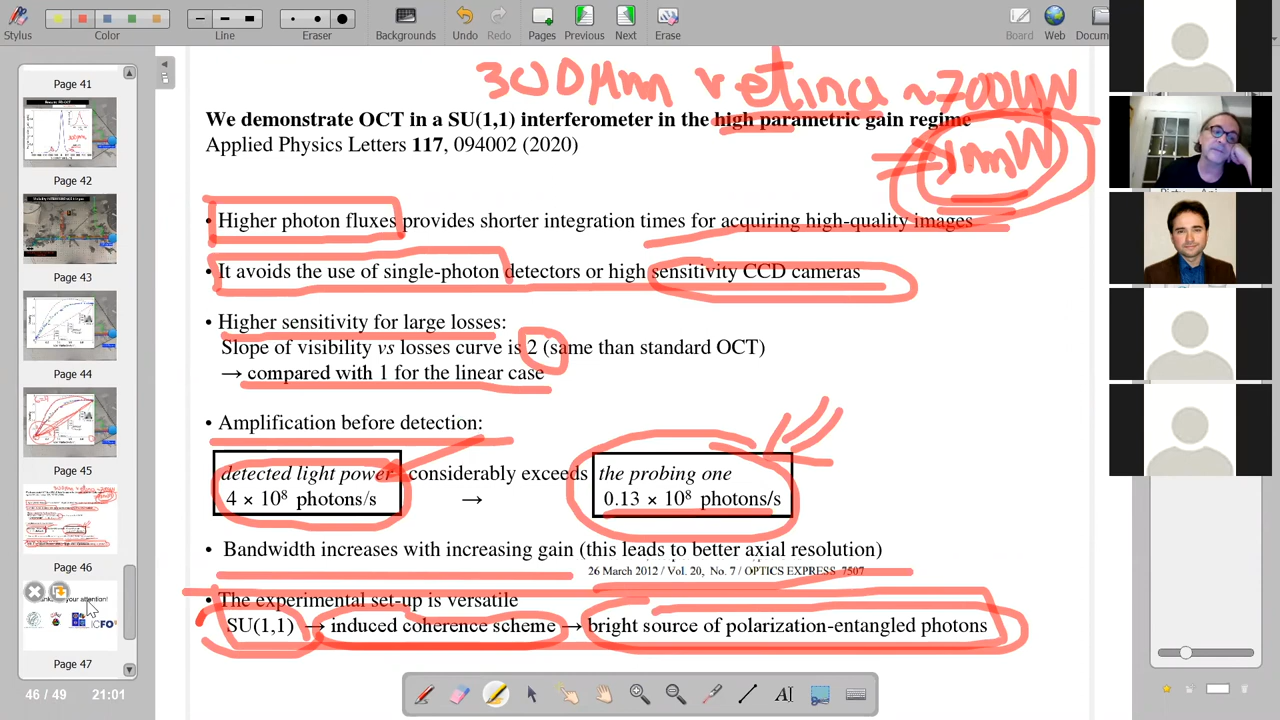 Stylus Color Line Eraser Backgrounds Undo Redo Pages Previous Next Erase Board Web
Page 41
Page 42
Page 43
Page 44
Page 45
Page 46
Page 47
46 / 49 21:01
300 μm retina ~700 μW
1 mW
We demonstrate OCT in a SU(1,1) interferometer in the high parametric gain regime
Applied Physics Letters 117, 094002 (2020)
• Higher photon fluxes provides shorter integration times for acquiring high-quality images
• It avoids the use of single-photon detectors or high sensitivity CCD cameras
• Higher sensitivity for large losses:
Slope of visibility vs losses curve is 2 (same than standard OCT)
→ compared with 1 for the linear case
• Amplification before detection:
detected light power considerably exceeds the probing one
4 × 10⁸ photons/s → 0.13 × 10⁸ photons/s
• Bandwidth increases with increasing gain (this leads to better axial resolution)
26 March 2012 / Vol. 20, No. 7 / OPTICS EXPRESS 7507
• The experimental set-up is versatile
SU(1,1) → induced coherence scheme → bright source of polarization-entangled photons